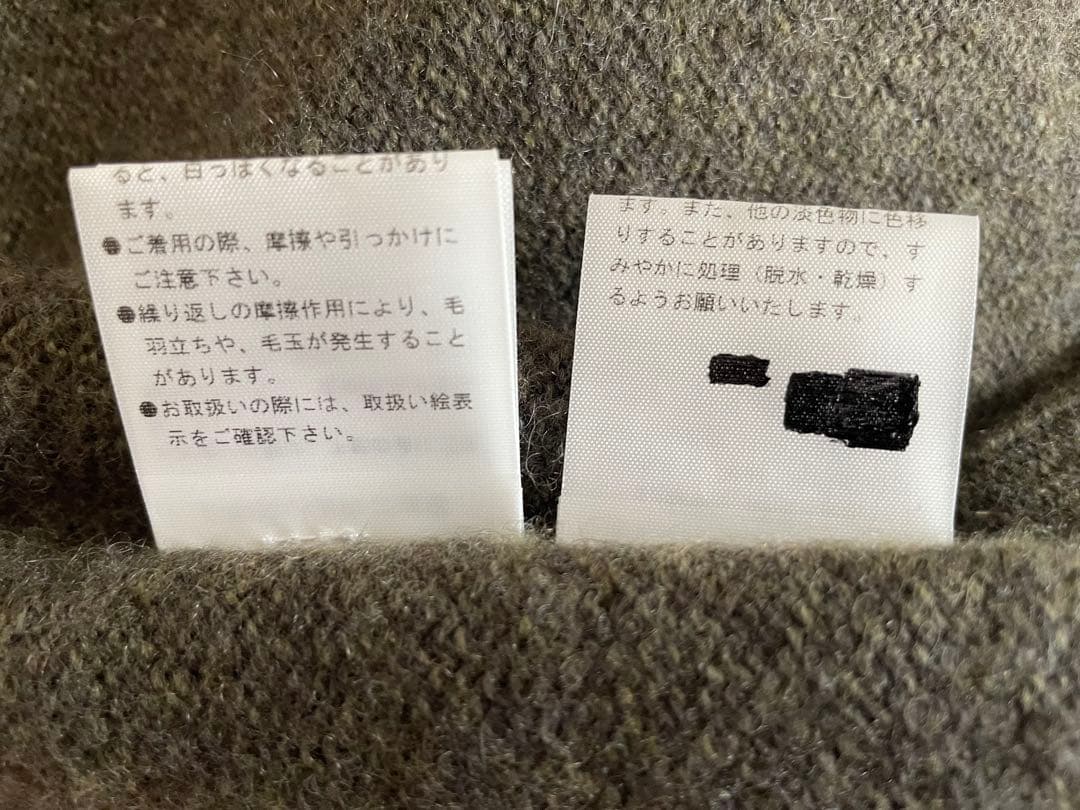 ると、白っぽくなることがあり
ます。
●ご着用の際、摩擦や引っかけに
ご注意下さい。
●繰り返しの摩擦作用により、毛
羽立ちや、毛玉が発生すること
があります。
●お取扱いの際には、取扱い絵表
示をご確認下さい。
ます。また、他の淡色物に色移
りすることがありますので、す
みやかに処理（脱水・乾燥）す
るようお願いいたします。